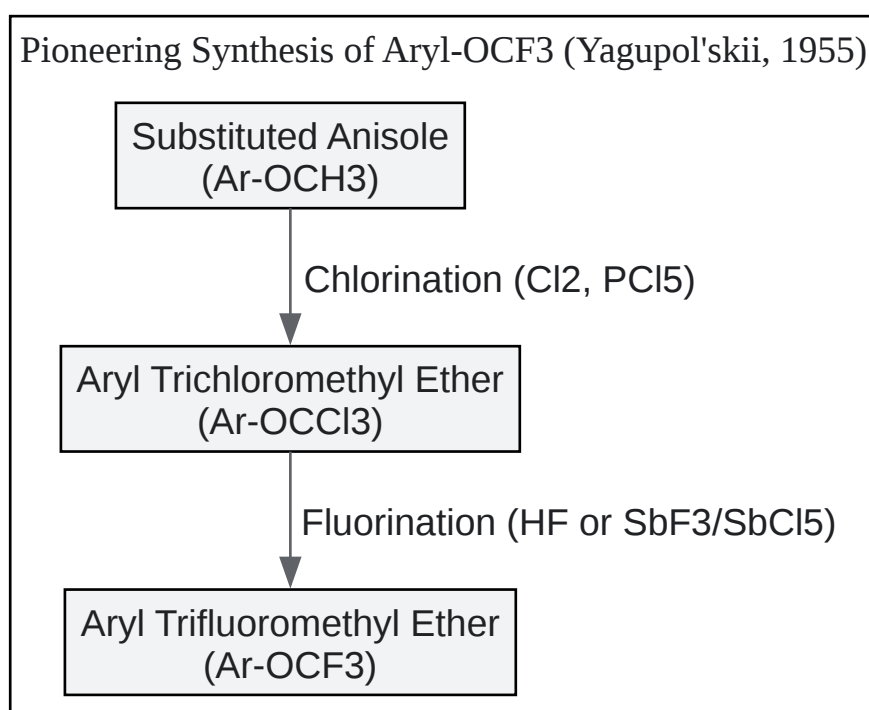 Pioneering Synthesis of Aryl-OCF3 (Yagupol'skii, 1955)
Substituted Anisole
(Ar-OCH3)
Chlorination (Cl2, PCl5)
Aryl Trichloromethyl Ether
(Ar-OCCl3)
Fluorination (HF or SbF3/SbCl5)
Aryl Trifluoromethyl Ether
(Ar-OCF3)